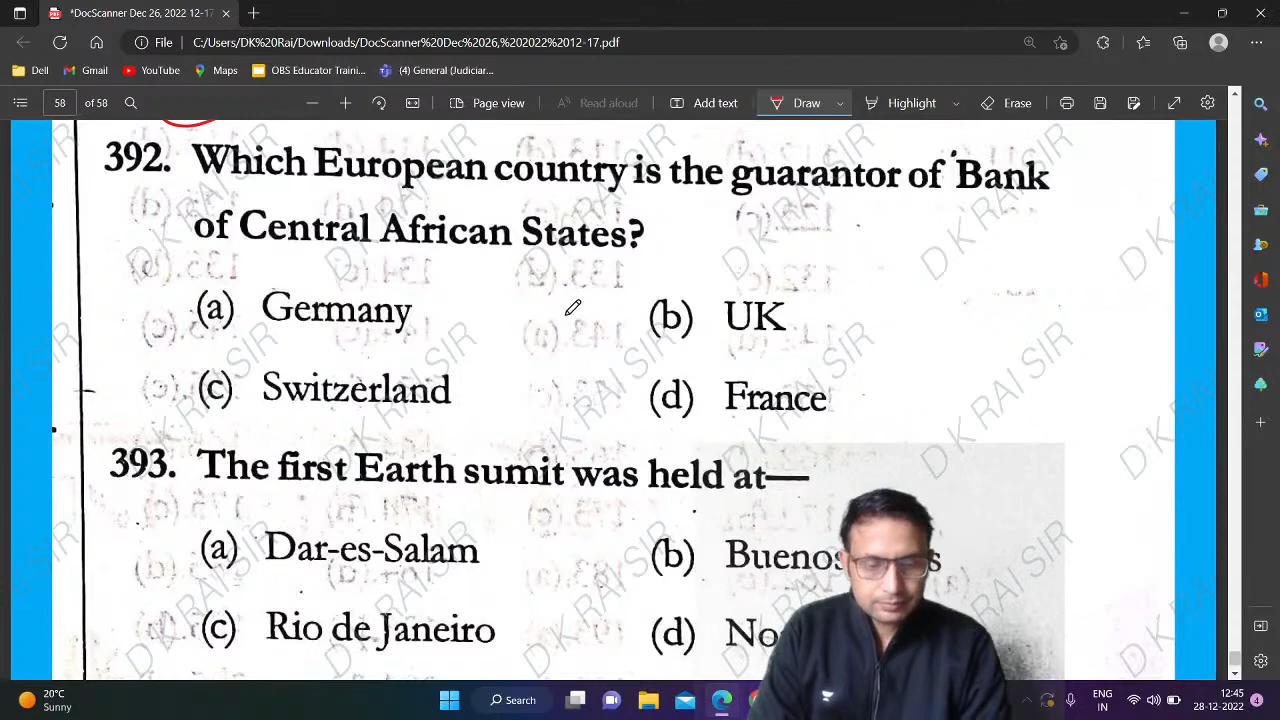 *DocScanner Dec 26, 2022 12-17
File C:/Users/DK%20Rai/Downloads/DocScanner%20Dec%2026,%202022%2012-17.pdf
Dell Gmail YouTube Maps OBS Educator Traini... (4) General (Judiciar...
58 of 58 Page view Read aloud Add text Draw Highlight Erase
392. Which European country is the guarantor of Bank
of Central African States?
(a) Germany (b) UK
(c) Switzerland (d) France
393. The first Earth sumit was held at—
(a) Dar-es-Salam (b) Buenos
(c) Rio de Janeiro (d) No
D K RAI SIR
20°C
Sunny
Search
ENG
IN
12:45
28-12-2022